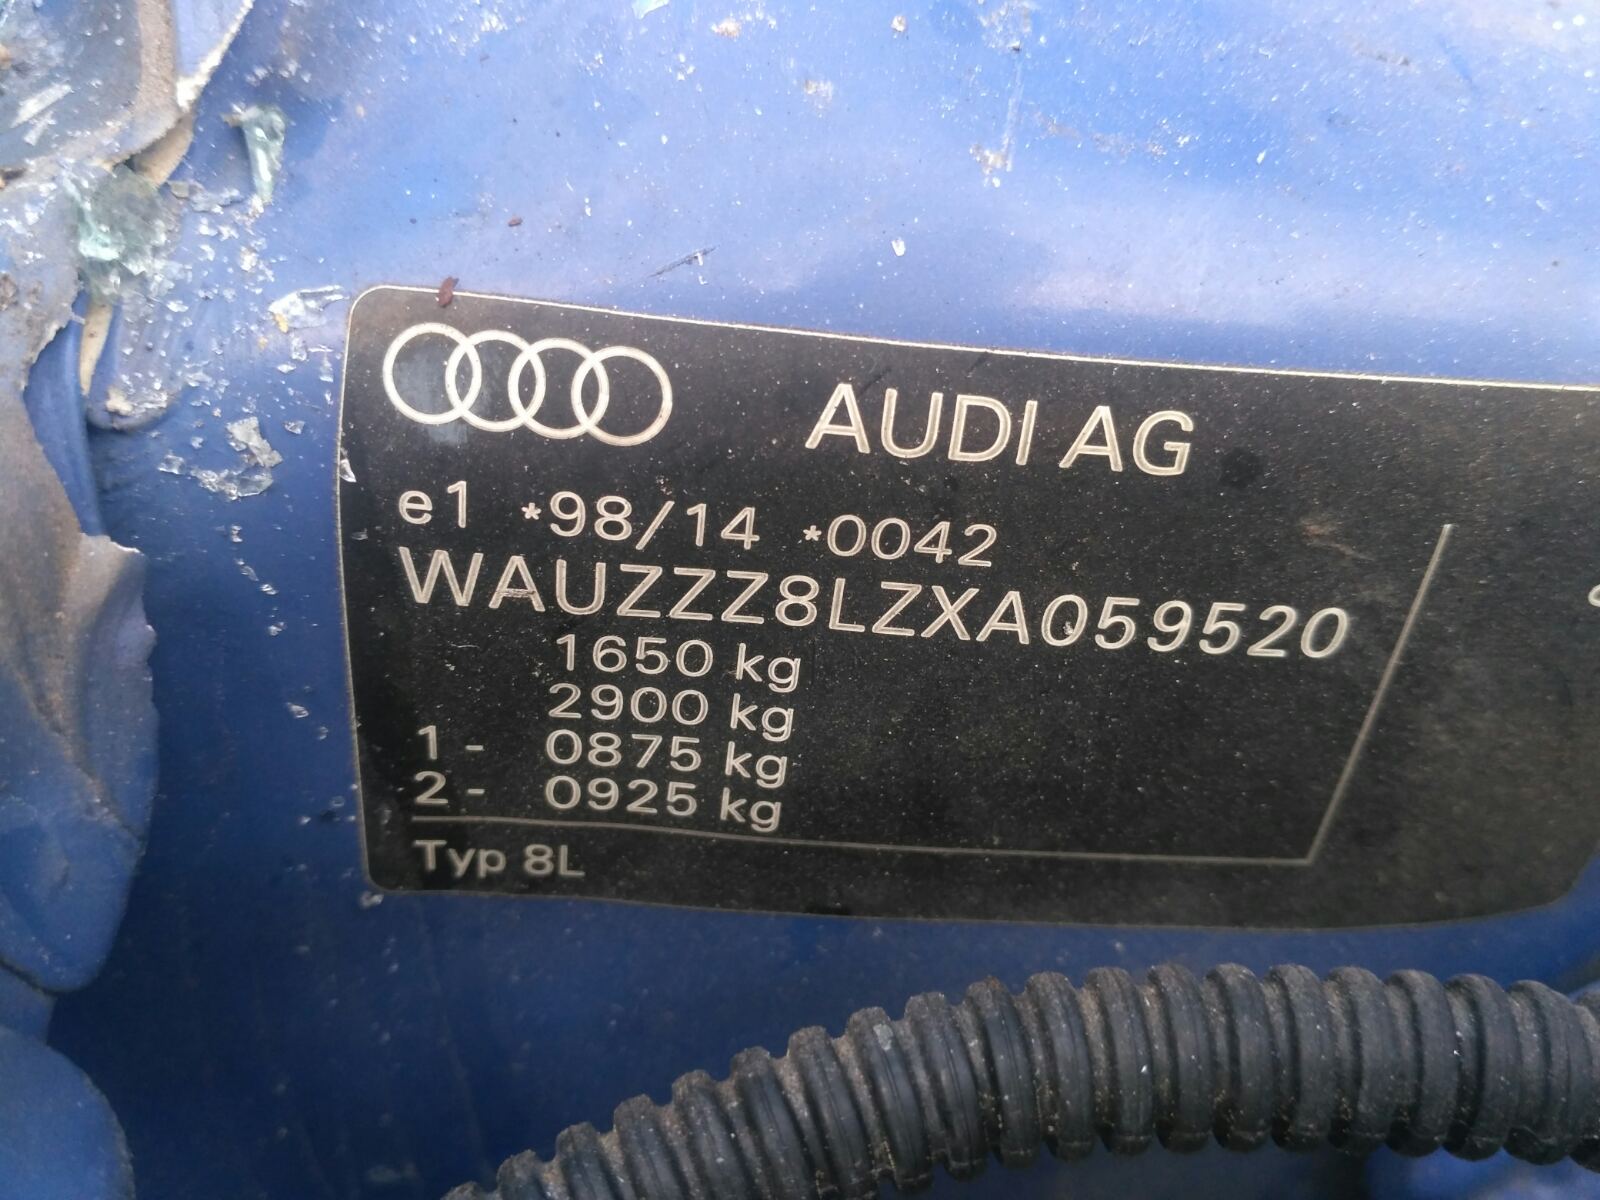 AUDI AG
e1 *98/14 *0042
WAUZZZ8LZXA059520
1650 kg
2900 kg
1- 0875 kg
2- 0925 kg
Typ 8L